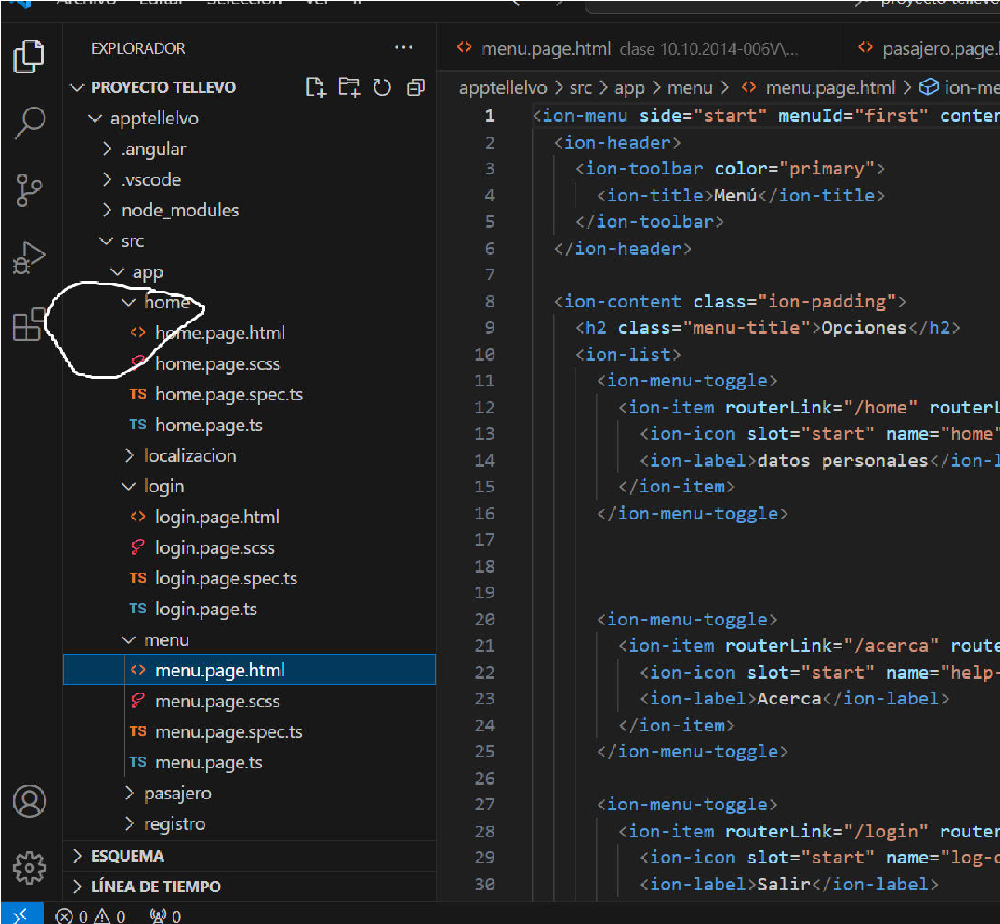 EXPLORADOR
PROYECTO TELLEVO
apptellelvo
.angular
.vscode
node_modules
src
app
home
home.page.html
home.page.scss
home.page.spec.ts
home.page.ts
localizacion
login
login.page.html
login.page.scss
login.page.spec.ts
login.page.ts
menu
menu.page.html
menu.page.scss
menu.page.spec.ts
menu.page.ts
pasajero
registro
ESQUEMA
LÍNEA DE TIEMPO
menu.page.html clase 10.10.2014-006V\... pasajero.page.
apptellelvo > src > app > menu > <> menu.page.html > ion-me
1 <ion-menu side="start" menuId="first" conten
2 <ion-header>
3 <ion-toolbar color="primary">
4 <ion-title>Menú</ion-title>
5 </ion-toolbar>
6 </ion-header>
7
8 <ion-content class="ion-padding">
9 <h2 class="menu-title">Opciones</h2>
10 <ion-list>
11 <ion-menu-toggle>
12 <ion-item routerLink="/home" routerL
13 <ion-icon slot="start" name="home"
14 <ion-label>datos personales</ion-l
15 </ion-item>
16 </ion-menu-toggle>
17
18
19
20 <ion-menu-toggle>
21 <ion-item routerLink="/acerca" route
22 <ion-icon slot="start" name="help-
23 <ion-label>Acerca</ion-label>
24 </ion-item>
25 </ion-menu-toggle>
26
27 <ion-menu-toggle>
28 <ion-item routerLink="/login" router
29 <ion-icon slot="start" name="log-o
30 <ion-label>Salir</ion-label>
0 0 0